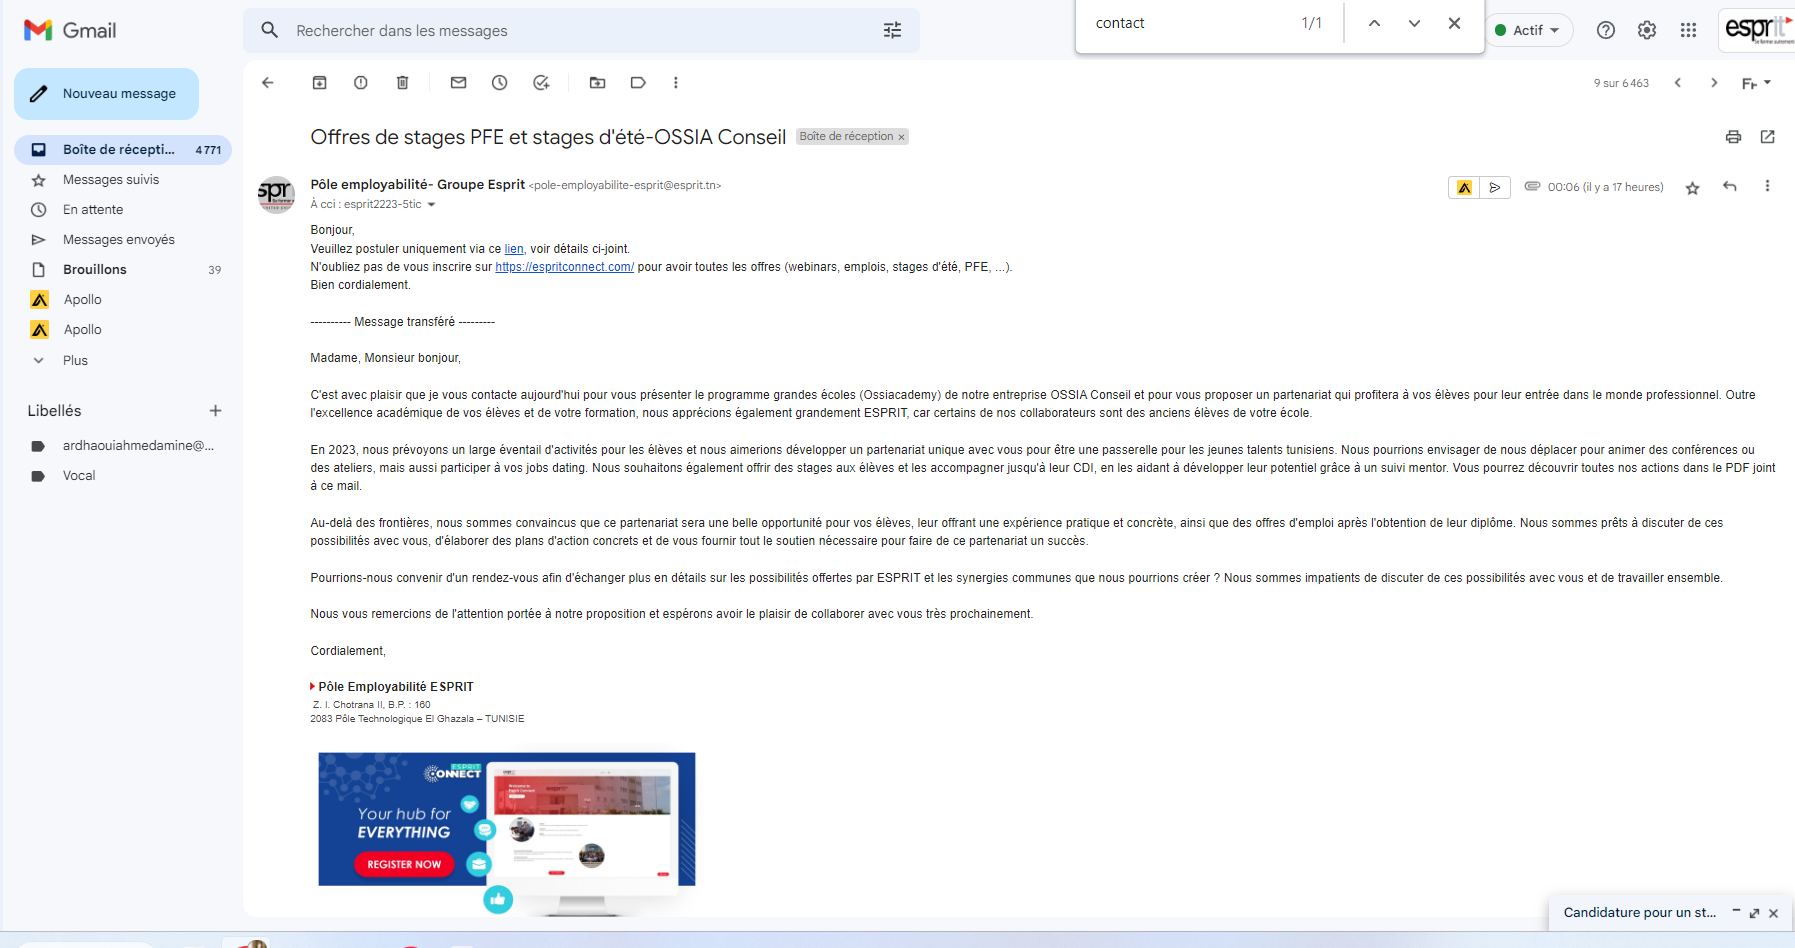 contact 1/1
Gmail
Rechercher dans les messages
Actif
esprit
Se former autrement
Nouveau message
9 sur 6 463
Boîte de récepti... 4 771
Messages suivis
En attente
Messages envoyés
Brouillons 39
Apollo
Apollo
Plus
Libellés
ardhaouiahmedamine@...
Vocal
Offres de stages PFE et stages d'été-OSSIA Conseil Boîte de réception ×
Pôle employabilité- Groupe Esprit <pole-employabilite-esprit@esprit.tn>
00:06 (il y a 17 heures)
À cci : esprit2223-5tic
Bonjour,
Veuillez postuler uniquement via ce lien, voir détails ci-joint.
N'oubliez pas de vous inscrire sur https://espritconnect.com/ pour avoir toutes les offres (webinars, emplois, stages d'été, PFE, ...).
Bien cordialement.
---------- Message transféré ---------
Madame, Monsieur bonjour,
C'est avec plaisir que je vous contacte aujourd'hui pour vous présenter le programme grandes écoles (Ossiacademy) de notre entreprise OSSIA Conseil et pour vous proposer un partenariat qui profitera à vos élèves pour leur entrée dans le monde professionnel. Outre
l'excellence académique de vos élèves et de votre formation, nous apprécions également grandement ESPRIT, car certains de nos collaborateurs sont des anciens élèves de votre école.
En 2023, nous prévoyons un large éventail d'activités pour les élèves et nous aimerions développer un partenariat unique avec vous pour être une passerelle pour les jeunes talents tunisiens. Nous pourrions envisager de nous déplacer pour animer des conférences ou
des ateliers, mais aussi participer à vos jobs dating. Nous souhaitons également offrir des stages aux élèves et les accompagner jusqu'à leur CDI, en les aidant à développer leur potentiel grâce à un suivi mentor. Vous pourrez découvrir toutes nos actions dans le PDF joint
à ce mail.
Au-delà des frontières, nous sommes convaincus que ce partenariat sera une belle opportunité pour vos élèves, leur offrant une expérience pratique et concrète, ainsi que des offres d'emploi après l'obtention de leur diplôme. Nous sommes prêts à discuter de ces
possibilités avec vous, d'élaborer des plans d'action concrets et de vous fournir tout le soutien nécessaire pour faire de ce partenariat un succès.
Pourrions-nous convenir d'un rendez-vous afin d'échanger plus en détails sur les possibilités offertes par ESPRIT et les synergies communes que nous pourrions créer ? Nous sommes impatients de discuter de ces possibilités avec vous et de travailler ensemble.
Nous vous remercions de l'attention portée à notre proposition et espérons avoir le plaisir de collaborer avec vous très prochainement.
Cordialement,
Pôle Employabilité ESPRIT
Z. I. Chotrana II, B.P. : 160
2083 Pôle Technologique El Ghazala – TUNISIE
ESPRIT
CONNECT
Your hub for
EVERYTHING
REGISTER NOW
Candidature pour un st...